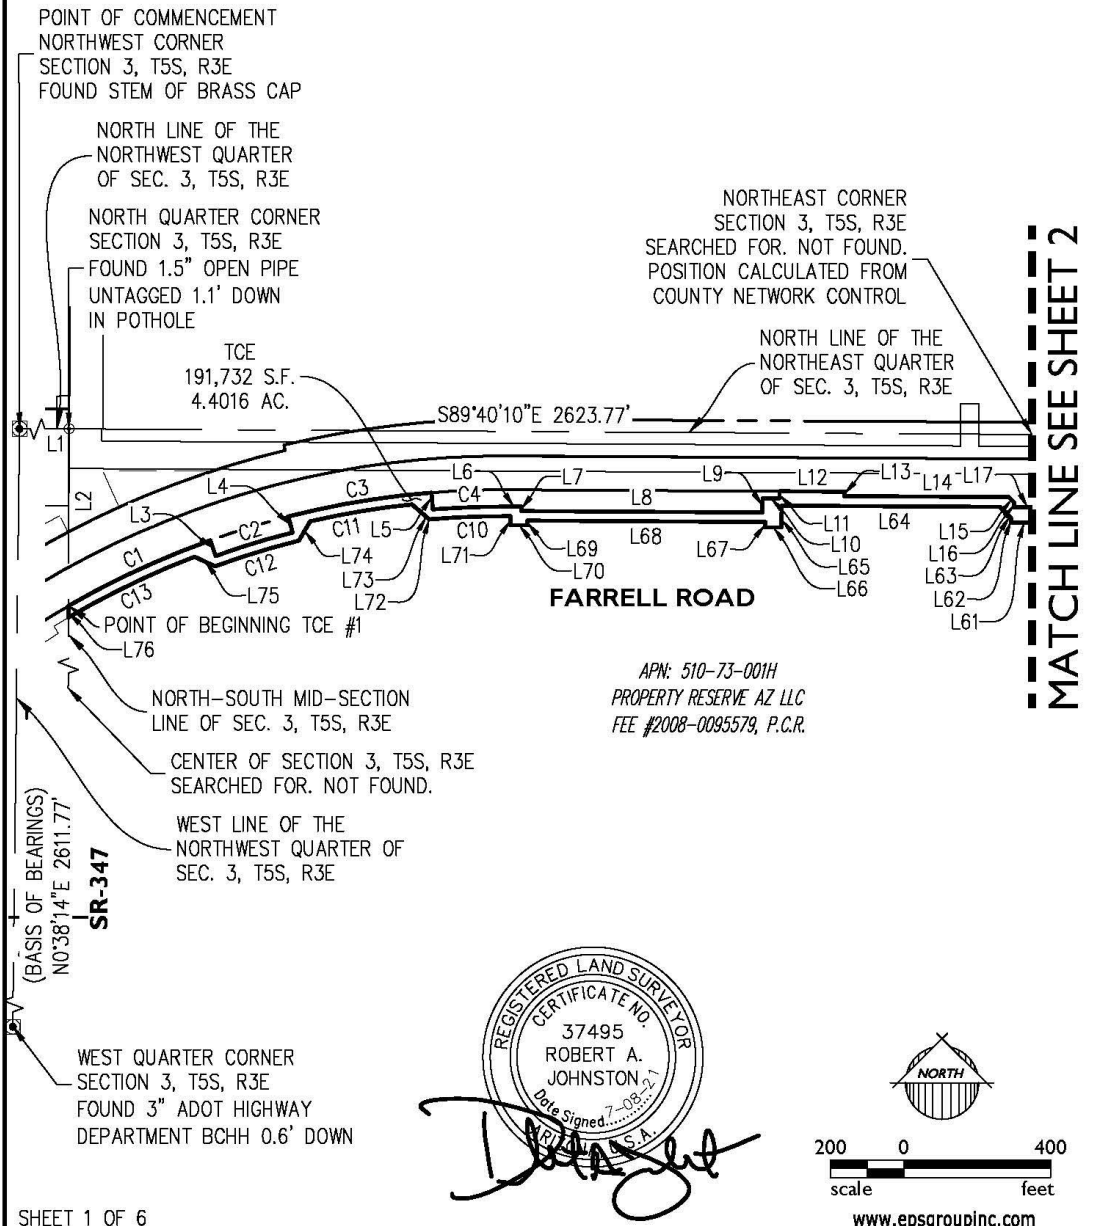 POINT OF COMMENCEMENT
NORTHWEST CORNER
SECTION 3, T5S, R3E
FOUND STEM OF BRASS CAP
NORTH LINE OF THE
NORTHWEST QUARTER
OF SEC. 3, T5S, R3E
NORTH QUARTER CORNER
SECTION 3, T5S, R3E
FOUND 1.5" OPEN PIPE
UNTAGGED 1.1' DOWN
IN POTHOLE
NORTHEAST CORNER
SECTION 3, T5S, R3E
SEARCHED FOR. NOT FOUND.
POSITION CALCULATED FROM
COUNTY NETWORK CONTROL
NORTH LINE OF THE
NORTHEAST QUARTER
OF SEC. 3, T5S, R3E
MATCH LINE SEE SHEET 2
TCE
191,732 S.F.
4.4016 AC.
S89°40'10"E 2623.77'
L1
L2
L3
L4
L5
L6
L7
L8
L9
L12
L13
L14
L17
C1
C2
C3
C4
C10
C11
C12
C13
L11
L10
L15
L16
L64
L63
L62
L61
L65
L66
L67
L68
L69
L70
L71
L72
L73
L74
L75
L76
FARRELL ROAD
POINT OF BEGINNING TCE #1
APN: 510-73-001H
PROPERTY RESERVE AZ LLC
FEE #2008-0095579, P.C.R.
NORTH-SOUTH MID-SECTION
LINE OF SEC. 3, T5S, R3E
CENTER OF SECTION 3, T5S, R3E
SEARCHED FOR. NOT FOUND.
WEST LINE OF THE
NORTHWEST QUARTER OF
SEC. 3, T5S, R3E
(BASIS OF BEARINGS)
N0°38'14"E 2611.77'
SR-347
WEST QUARTER CORNER
SECTION 3, T5S, R3E
FOUND 3" ADOT HIGHWAY
DEPARTMENT BCHH 0.6' DOWN
REGISTERED LAND SURVEYOR
CERTIFICATE NO.
37495
ROBERT A.
JOHNSTON
Date Signed 7-08-21
U.S.A.
NORTH
200 0 400
scale feet
www.epsgroupinc.com
SHEET 1 OF 6